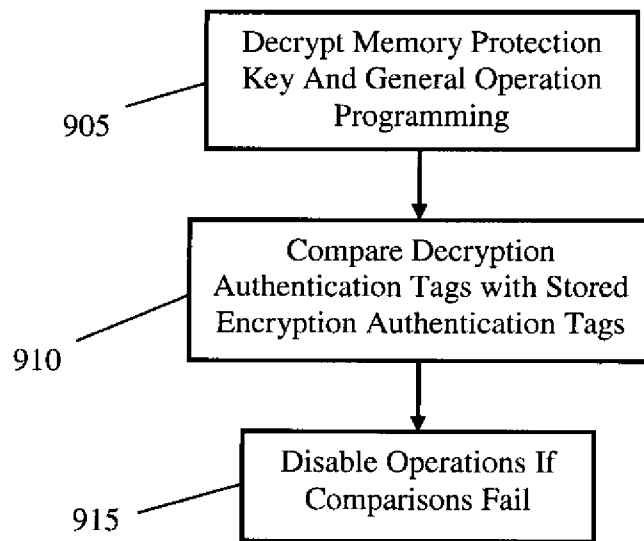 Decrypt Memory Protection
Key And General Operation
Programming
905
Compare Decryption
Authentication Tags with Stored
Encryption Authentication Tags
910
Disable Operations If
Comparisons Fail
915